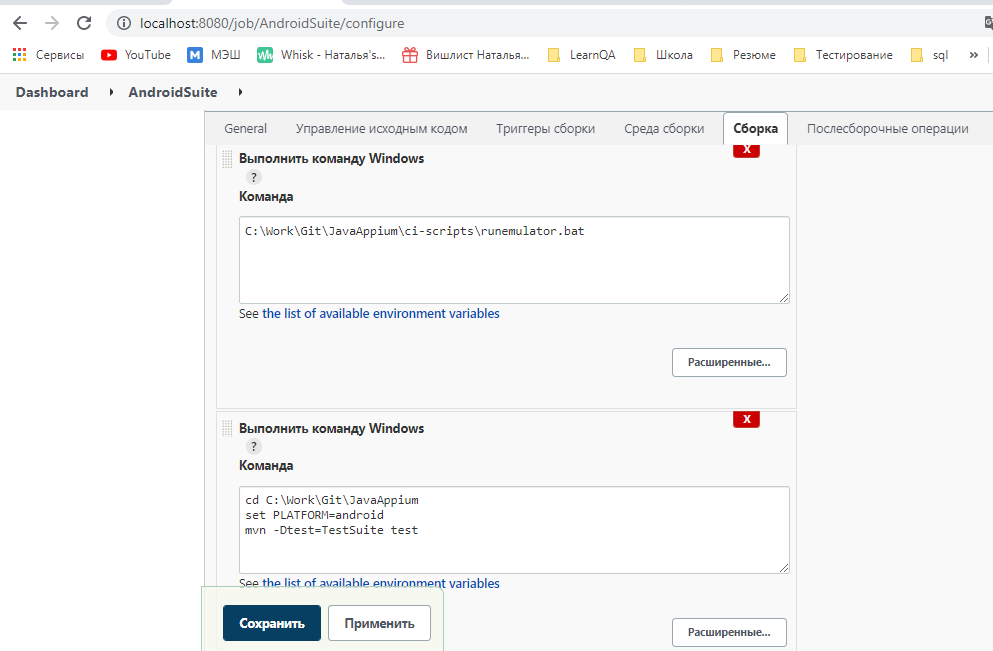 localhost:8080/job/AndroidSuite/configure
Сервисы YouTube М МЭШ Whisk - Наталья's... Вишлист Наталья... LearnQA Школа Резюме Тестирование sql »
Dashboard AndroidSuite
General Управление исходным кодом Триггеры сборки Среда сборки Сборка Послесборочные операции
X
Выполнить команду Windows
?
Команда
C:\Work\Git\JavaAppium\ci-scripts\runemulator.bat
See the list of available environment variables
Расширенные...
X
Выполнить команду Windows
?
Команда
cd C:\Work\Git\JavaAppium
set PLATFORM=android
mvn -Dtest=TestSuite test
See the list of available environment variables
Сохранить Применить
Расширенные...